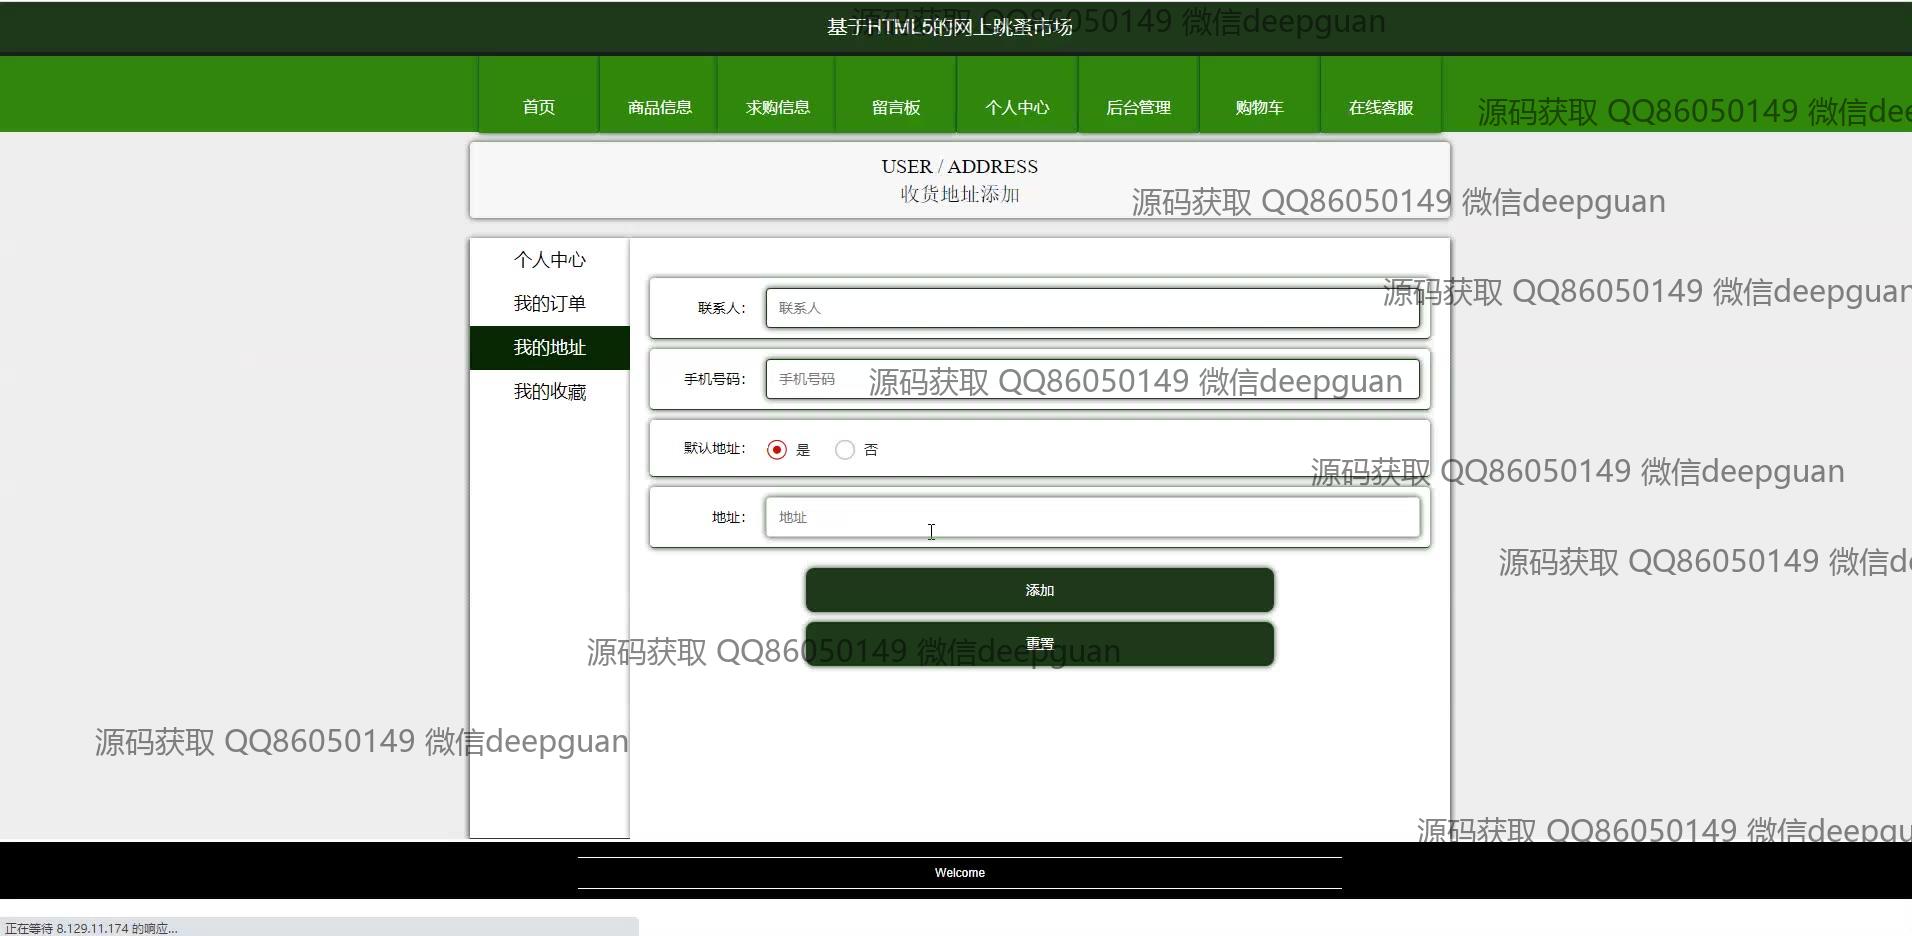 基于HTML5的网上跳蚤市场
源码获取 QQ86050149 微信deepguan
首页 商品信息 求购信息 留言板 个人中心 后台管理 购物车 在线客服
源码获取 QQ86050149 微信dee
USER / ADDRESS
收货地址添加
源码获取 QQ86050149 微信deepguan
个人中心
我的订单
我的地址
我的收藏
源码获取 QQ86050149 微信deepguan
联系人： 联系人
手机号码： 手机号码
源码获取 QQ86050149 微信deepguan
默认地址： 是 否
源码获取 QQ86050149 微信deepguan
地址： 地址
源码获取 QQ86050149 微信de
添加
重置
源码获取 QQ86050149 微信deepguan
源码获取 QQ86050149 微信deepguan
源码获取 QQ86050149 微信deepgu
Welcome
正在等待 8.129.11.174 的响应...